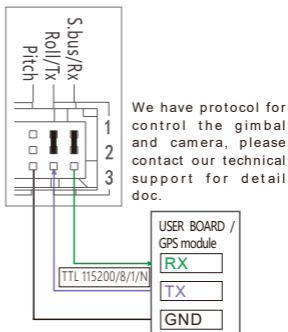 S.bus/Rx
Roll/Tx
Pitch
1
2
3
We have protocol for
control the gimbal
and camera, please
contact our technical
support for detail
doc.
USER BOARD /
GPS module
RX
TTL 115200/8/1/N
TX
GND